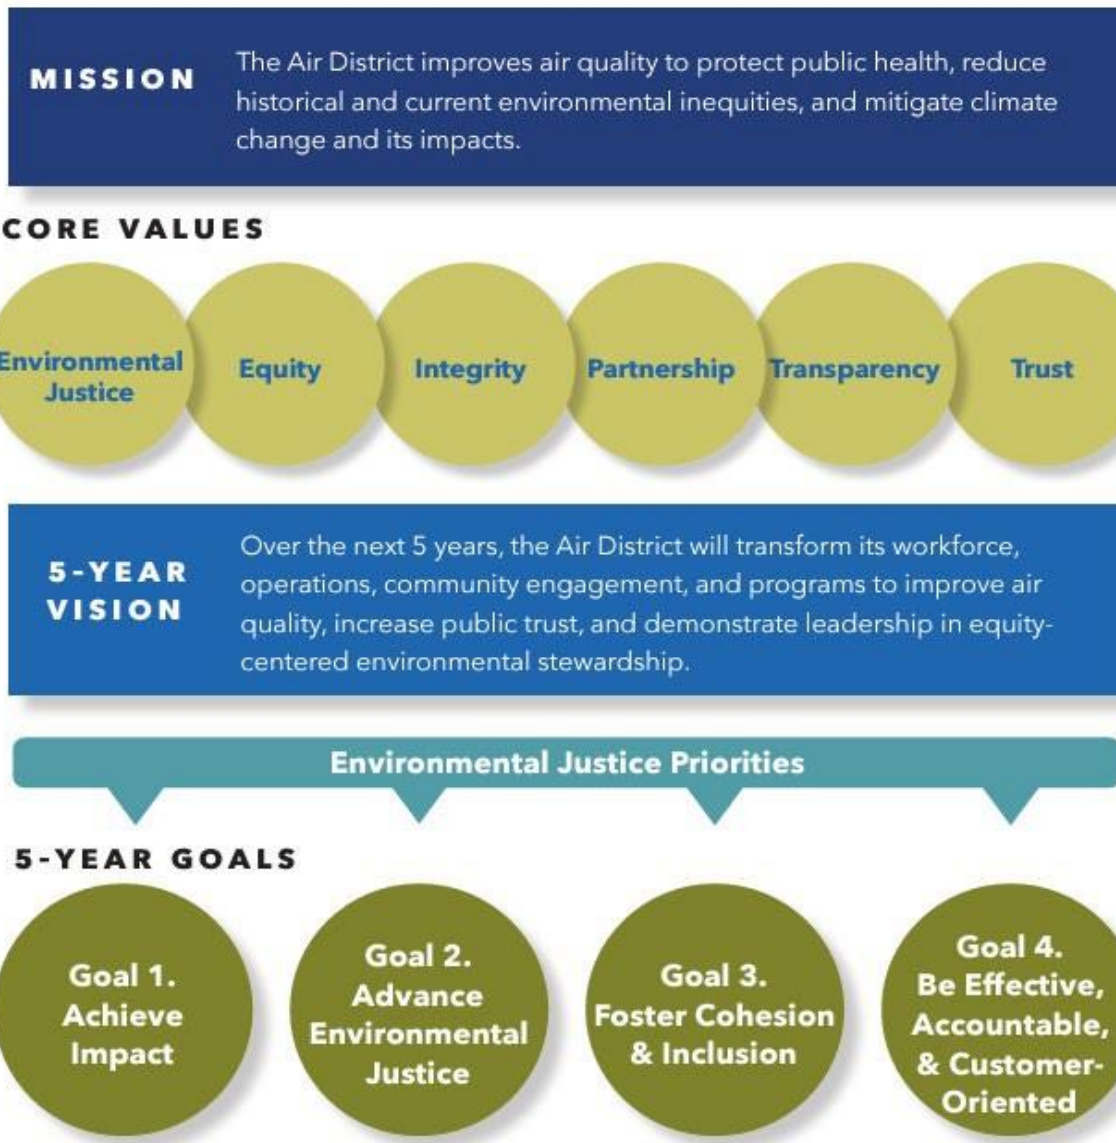 MISSION
The Air District improves air quality to protect public health, reduce
historical and current environmental inequities, and mitigate climate
change and its impacts.
CORE VALUES
Environmental
Justice
Equity
Integrity
Partnership
Transparency
Trust
5-YEAR
VISION
Over the next 5 years, the Air District will transform its workforce,
operations, community engagement, and programs to improve air
quality, increase public trust, and demonstrate leadership in equity-
centered environmental stewardship.
Environmental Justice Priorities
5-YEAR GOALS
Goal 1.
Achieve
Impact
Goal 2.
Advance
Environmental
Justice
Goal 3.
Foster Cohesion
& Inclusion
Goal 4.
Be Effective,
Accountable,
& Customer-
Oriented